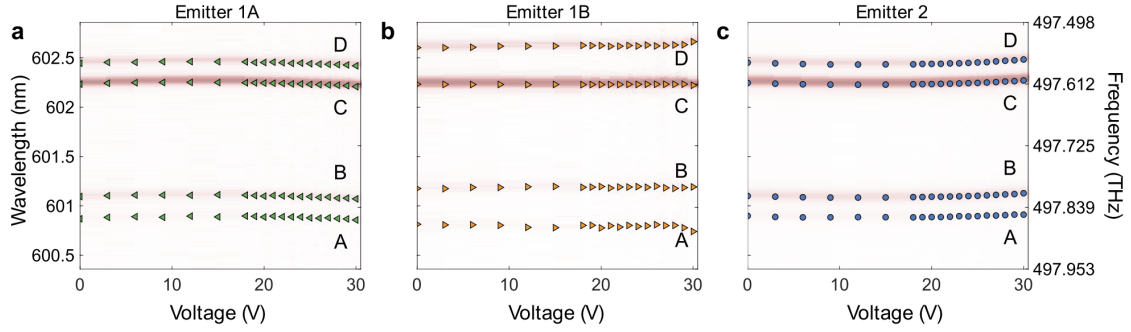 Emitter 1A
Emitter 1B
Emitter 2
a
b
c
Wavelength (nm)
602.5
602
601.5
601
600.5
D
C
B
A
0
10
20
30
Voltage (V)
D
C
B
A
0
10
20
30
Voltage (V)
D
C
B
A
0
10
20
30
Voltage (V)
497.498
497.612
497.725
497.839
497.953
Frequency (THz)